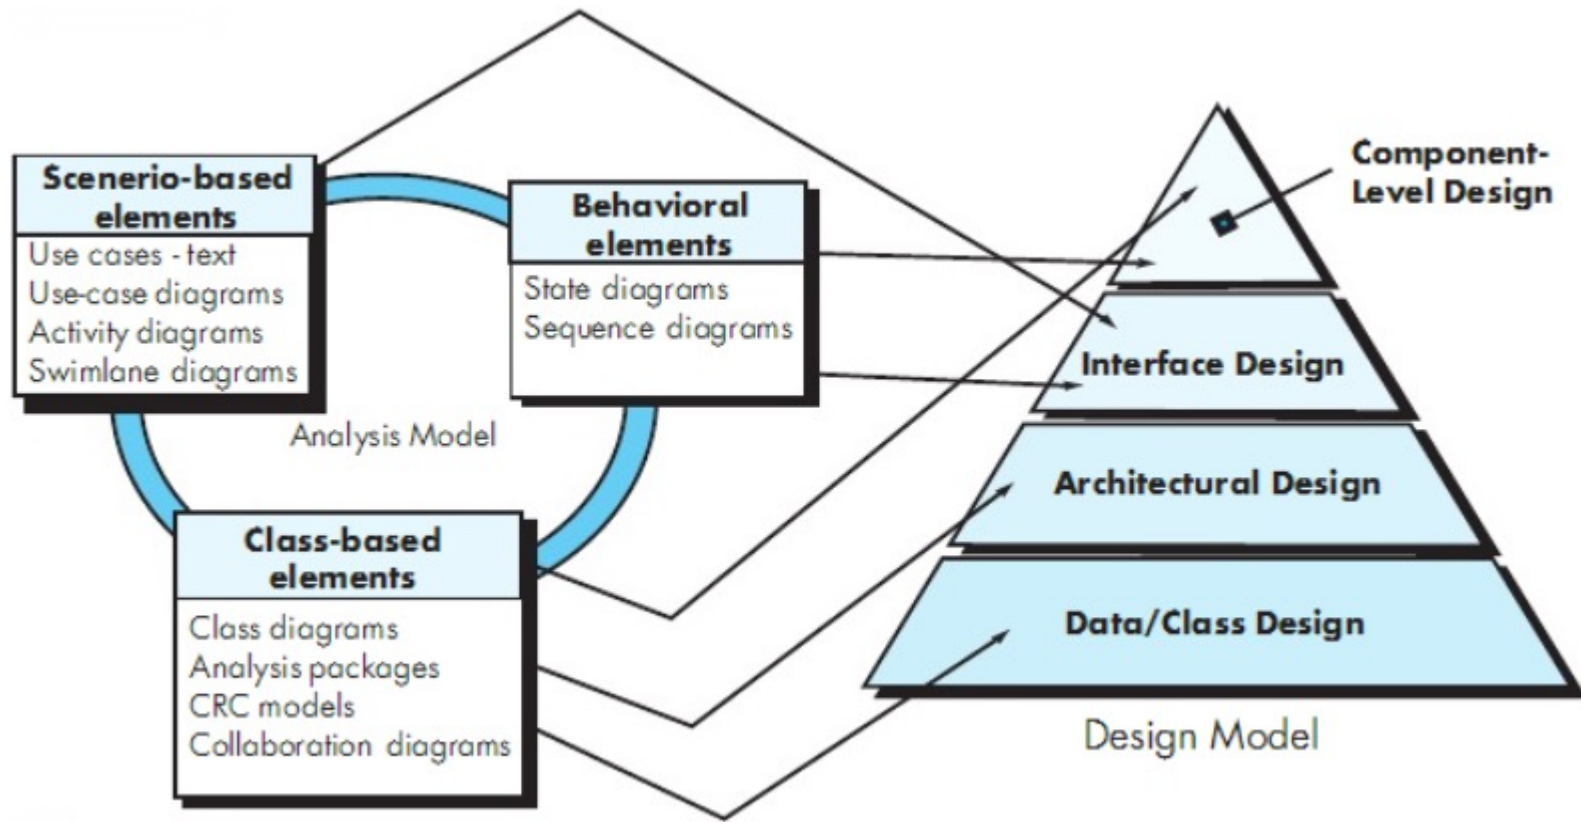 Scenerio-based
elements
Use cases - text
Use-case diagrams
Activity diagrams
Swimlane diagrams
Behavioral
elements
State diagrams
Sequence diagrams
Analysis Model
Class-based
elements
Class diagrams
Analysis packages
CRC models
Collaboration diagrams
Component-
Level Design
Interface Design
Architectural Design
Data/Class Design
Design Model